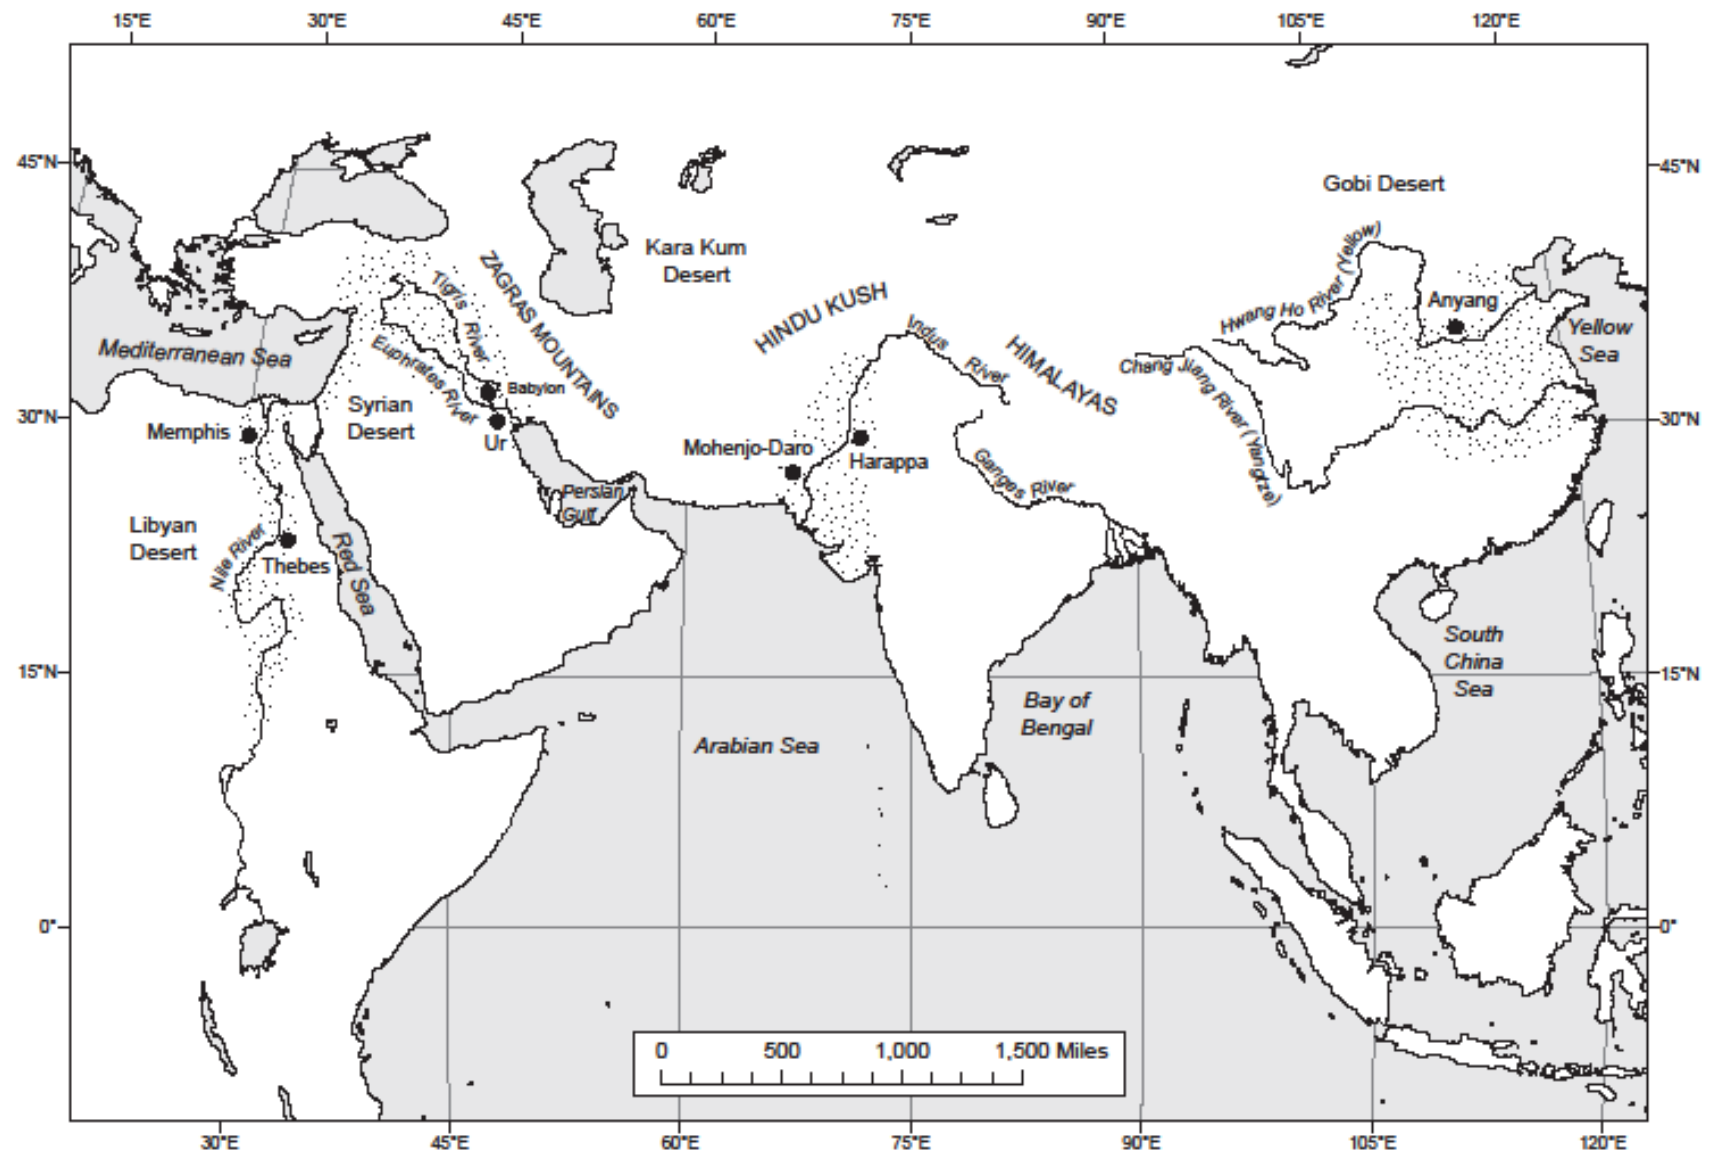 15°E 30°E 45°E 60°E 75°E 90°E 105°E 120°E
45°N
45°N
Gobi Desert
Kara Kum
Desert
ZAGRAS MOUNTAINS
Tigris River
HINDU KUSH
Hwang Ho River (Yellow)
Anyang
Yellow
Sea
Mediterranean Sea
Euphrates River
Indus River
HIMALAYAS
Chang Jiang River (Yangtze)
Babylon
Syrian
Desert
30°N
30°N
Memphis
Ur
Mohenjo-Daro
Harappa
Ganges River
Persian
Gulf
Libyan
Desert
Nile River
Thebes
Red Sea
South
China
Sea
15°N
15°N
Bay of
Bengal
Arabian Sea
0°
0°
0 500 1,000 1,500 Miles
30°E 45°E 60°E 75°E 90°E 105°E 120°E